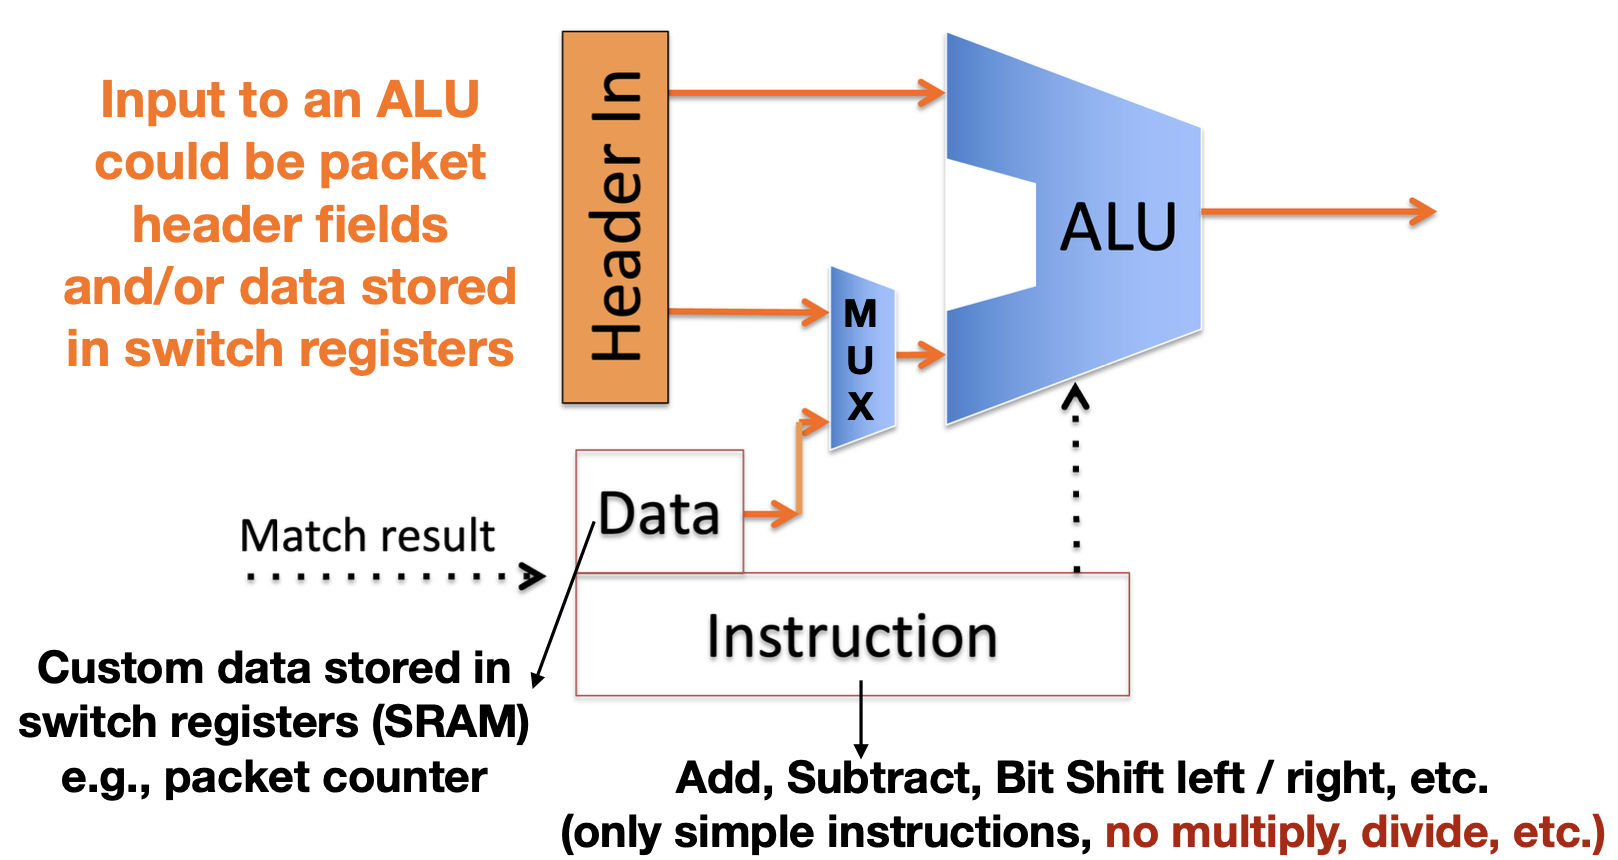 Input to an ALU
could be packet
header fields
and/or data stored
in switch registers
Header In
ALU
M
U
X
Data
Match result
Instruction
Custom data stored in
switch registers (SRAM)
e.g., packet counter
Add, Subtract, Bit Shift left / right, etc.
(only simple instructions, no multiply, divide, etc.)